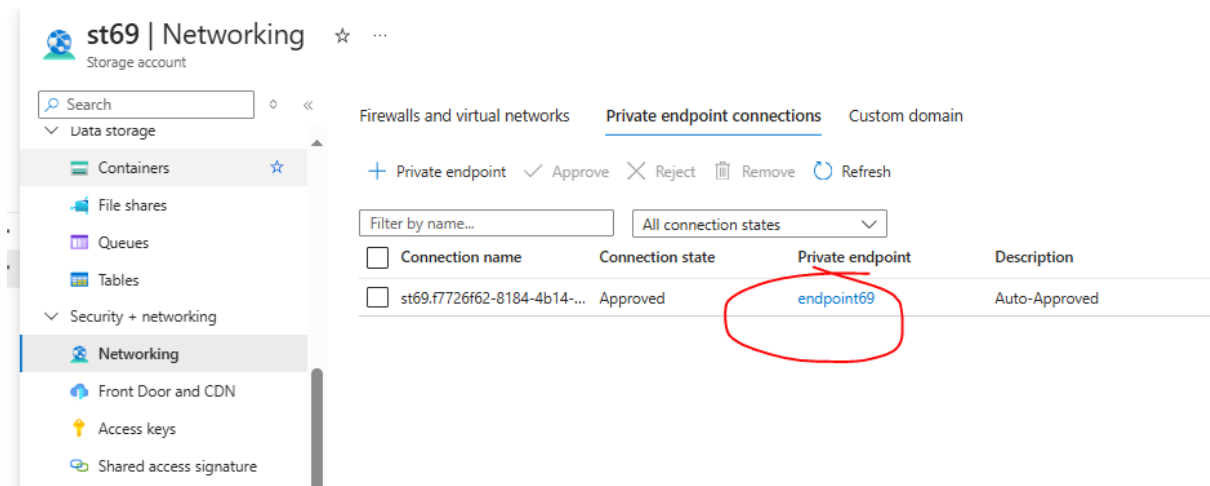 st69 | Networking ☆ ...
Storage account
Search
Data storage
Containers
File shares
Queues
Tables
Security + networking
Networking
Front Door and CDN
Access keys
Shared access signature
Firewalls and virtual networks Private endpoint connections Custom domain
+ Private endpoint Approve Reject Remove Refresh
Filter by name... All connection states
Connection name Connection state Private endpoint Description
st69.f7726f62-8184-4b14-... Approved endpoint69 Auto-Approved